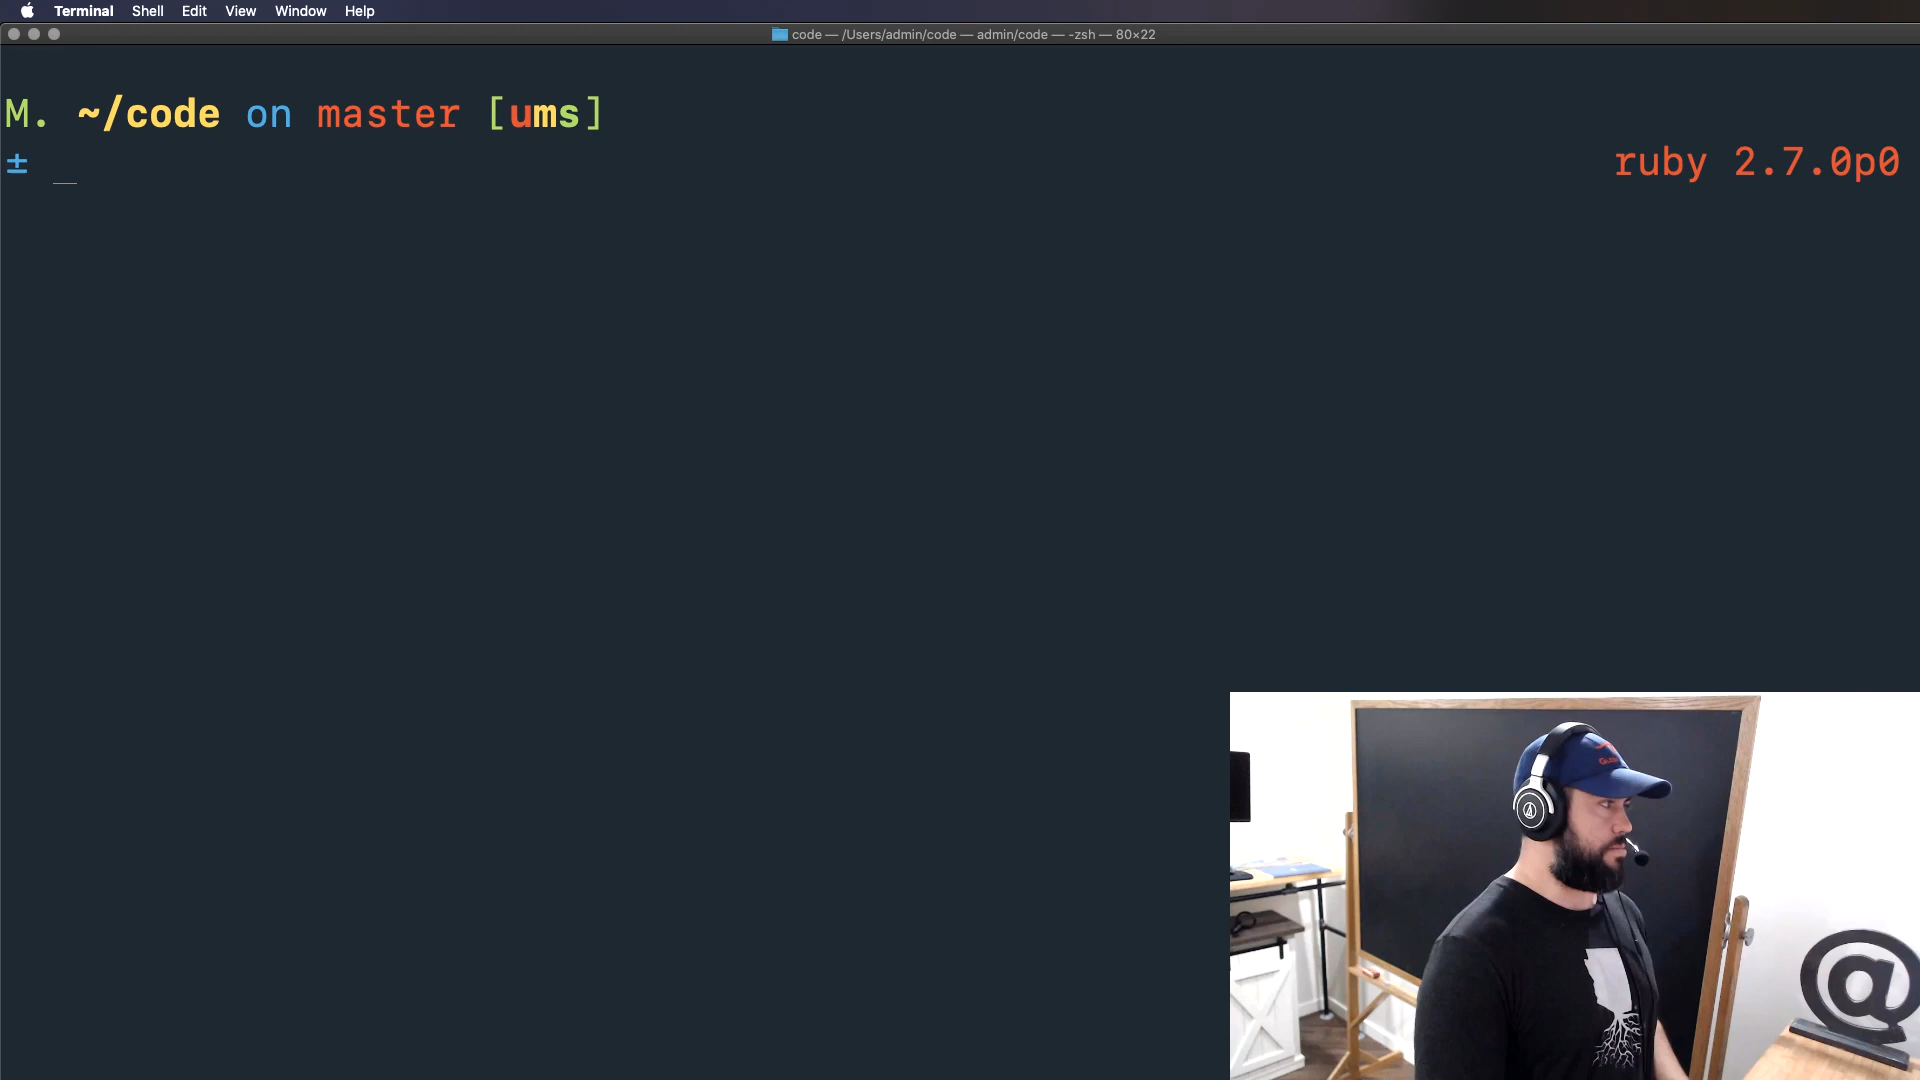 Terminal Shell Edit View Window Help
code — /Users/admin/code — admin/code — -zsh — 80×22
M. ~/code on master [ums]
± _
ruby 2.7.0p0
@